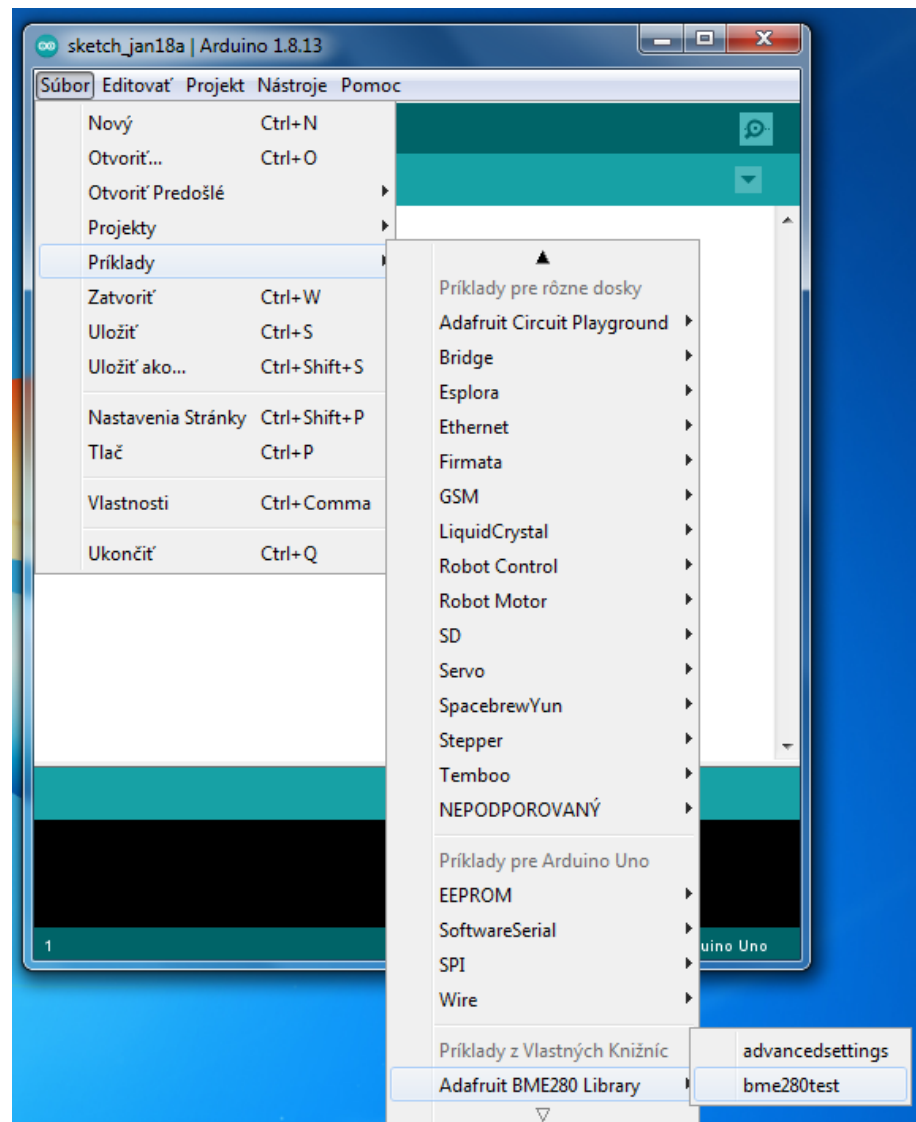 sketch_jan18a | Arduino 1.8.13
Súbor Editovať Projekt Nástroje Pomoc
Nový Ctrl+N
Otvoriť... Ctrl+O
Otvoriť Predošlé
Projekty
Príklady
Zatvoriť Ctrl+W
Uložiť Ctrl+S
Uložiť ako... Ctrl+Shift+S
Nastavenia Stránky Ctrl+Shift+P
Tlač Ctrl+P
Vlastnosti Ctrl+Comma
Ukončiť Ctrl+Q
Príklady pre rôzne dosky
Adafruit Circuit Playground
Bridge
Esplora
Ethernet
Firmata
GSM
LiquidCrystal
Robot Control
Robot Motor
SD
Servo
SpacebrewYun
Stepper
Temboo
NEPODPOROVANÝ
Príklady pre Arduino Uno
EEPROM
SoftwareSerial
SPI
Wire
Príklady z Vlastných Knižníc
Adafruit BME280 Library
advancedsettings
bme280test
1 uino Uno